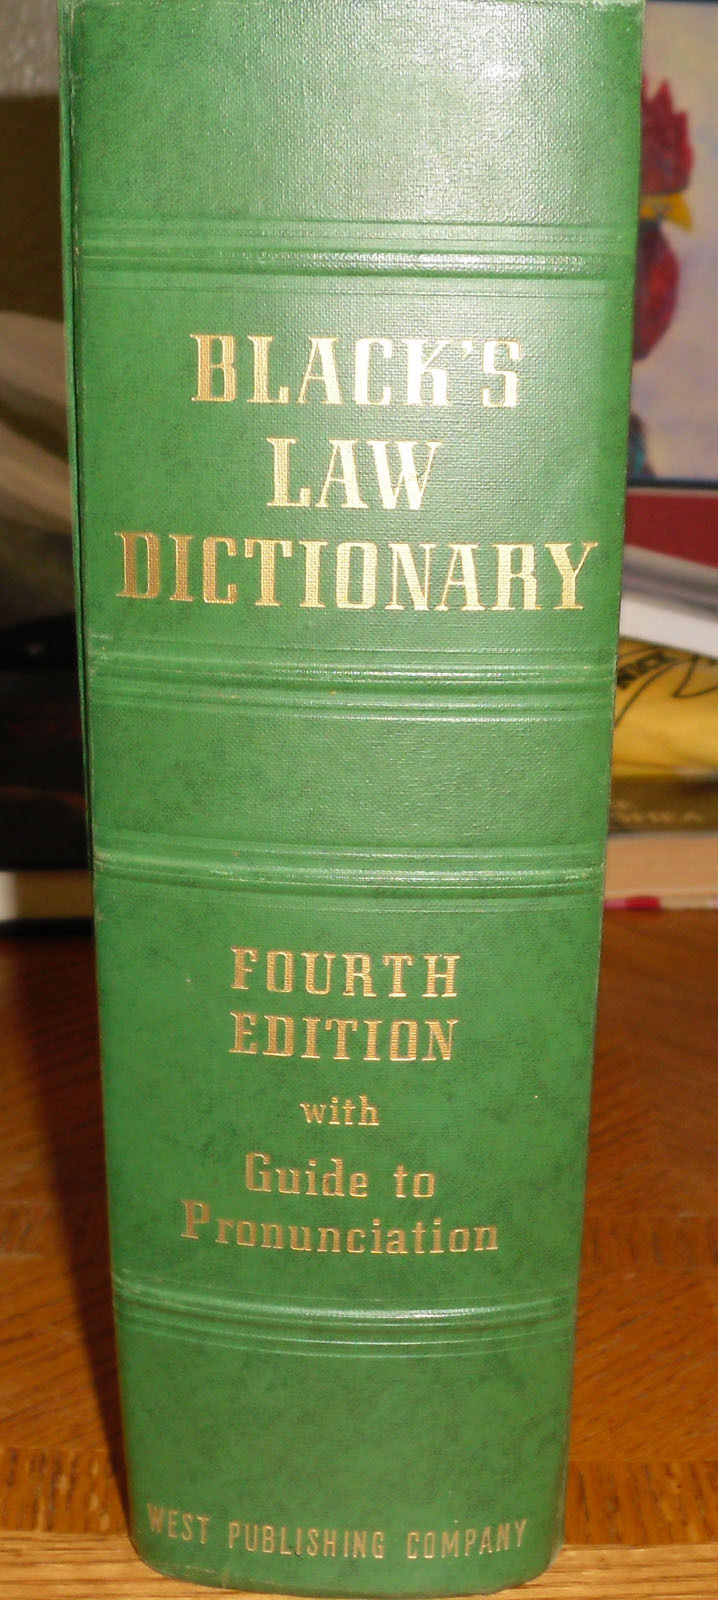 BLACK'S
LAW
DICTIONARY
FOURTH
EDITION
with
Guide to
Pronunciation
WEST PUBLISHING COMPANY